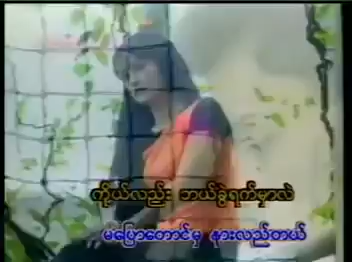 ကိုယ်လည်း ဘယ်ခွဲရက်မှာလဲ
မပြောတောင်မှ နားလည်တယ်